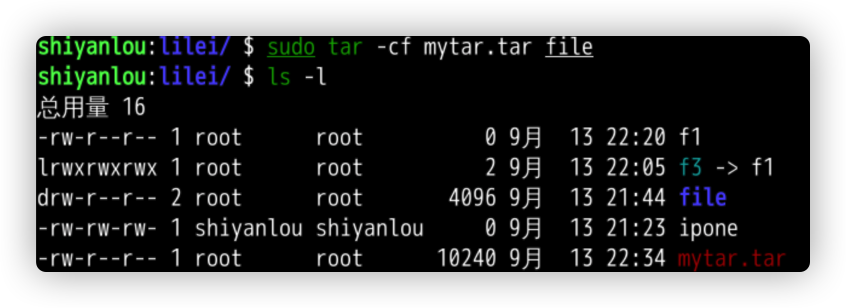 shiyanlou:lilei/ $ sudo tar -cf mytar.tar file
shiyanlou:lilei/ $ ls -l
总用量 16
-rw-r--r-- 1 root      root          0 9月  13 22:20 f1
lrwxrwxrwx 1 root      root          2 9月  13 22:05 f3 -> f1
drw-r--r-- 2 root      root       4096 9月  13 21:44 file
-rw-rw-rw- 1 shiyanlou shiyanlou     0 9月  13 21:23 ipone
-rw-r--r-- 1 root      root      10240 9月  13 22:34 mytar.tar